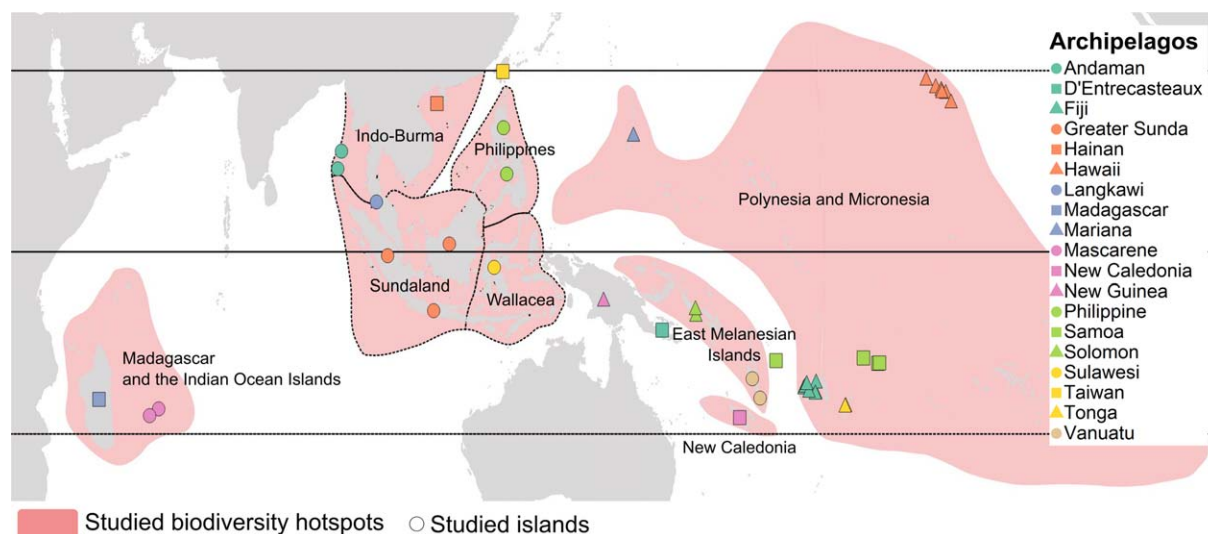 Archipelagos
Andaman
D'Entrecasteaux
Fiji
Greater Sunda
Hainan
Hawaii
Langkawi
Madagascar
Mariana
Mascarene
New Caledonia
New Guinea
Philippine
Samoa
Solomon
Sulawesi
Taiwan
Tonga
Vanuatu
Indo-Burma
Philippines
Polynesia and Micronesia
Sundaland
Wallacea
East Melanesian
Islands
Madagascar
and the Indian Ocean Islands
New Caledonia
Studied biodiversity hotspots
Studied islands